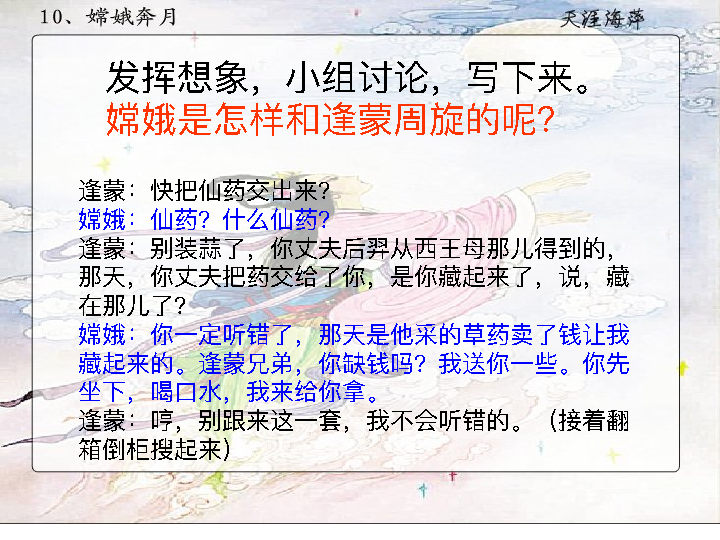 10、嫦娥奔月
天涯海萍
发挥想象，小组讨论，写下来。
嫦娥是怎样和逢蒙周旋的呢？
逢蒙：快把仙药交出来？
嫦娥：仙药？什么仙药？
逢蒙：别装蒜了，你丈夫后羿从西王母那儿得到的，
那天，你丈夫把药交给了你，是你藏起来了，说，藏
在那儿了？
嫦娥：你一定听错了，那天是他采的草药卖了钱让我
藏起来的。逢蒙兄弟，你缺钱吗？我送你一些。你先
坐下，喝口水，我来给你拿。
逢蒙：哼，别跟来这一套，我不会听错的。（接着翻
箱倒柜搜起来）